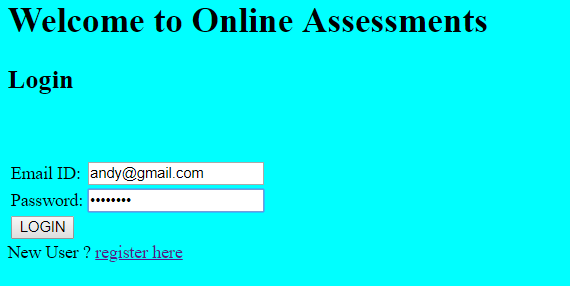 Welcome to Online Assessments
Login
Email ID: andy@gmail.com
Password: ••••••••
LOGIN
New User ? register here